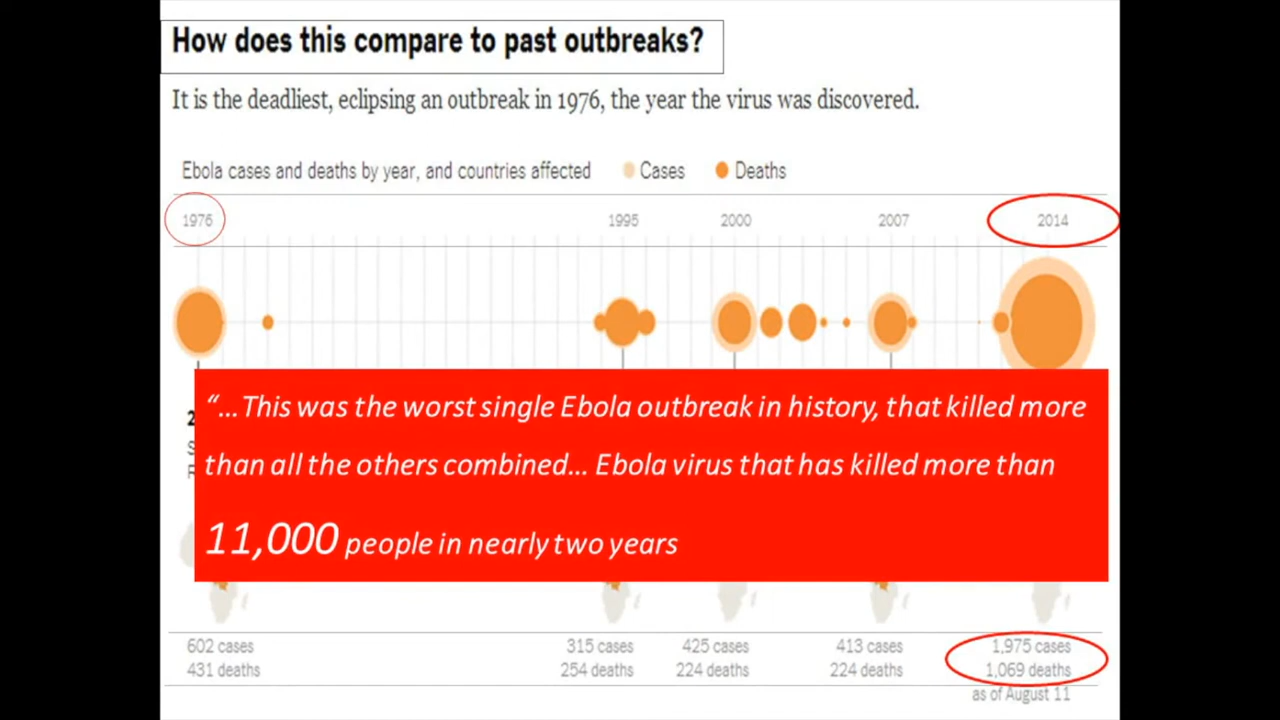 How does this compare to past outbreaks?
It is the deadliest, eclipsing an outbreak in 1976, the year the virus was discovered.
Ebola cases and deaths by year, and countries affected Cases Deaths
1976 1995 2000 2007 2014
“...This was the worst single Ebola outbreak in history, that killed more
than all the others combined... Ebola virus that has killed more than
11,000 people in nearly two years
602 cases 315 cases 425 cases 413 cases 1,975 cases
431 deaths 254 deaths 224 deaths 224 deaths 1,069 deaths
as of August 11